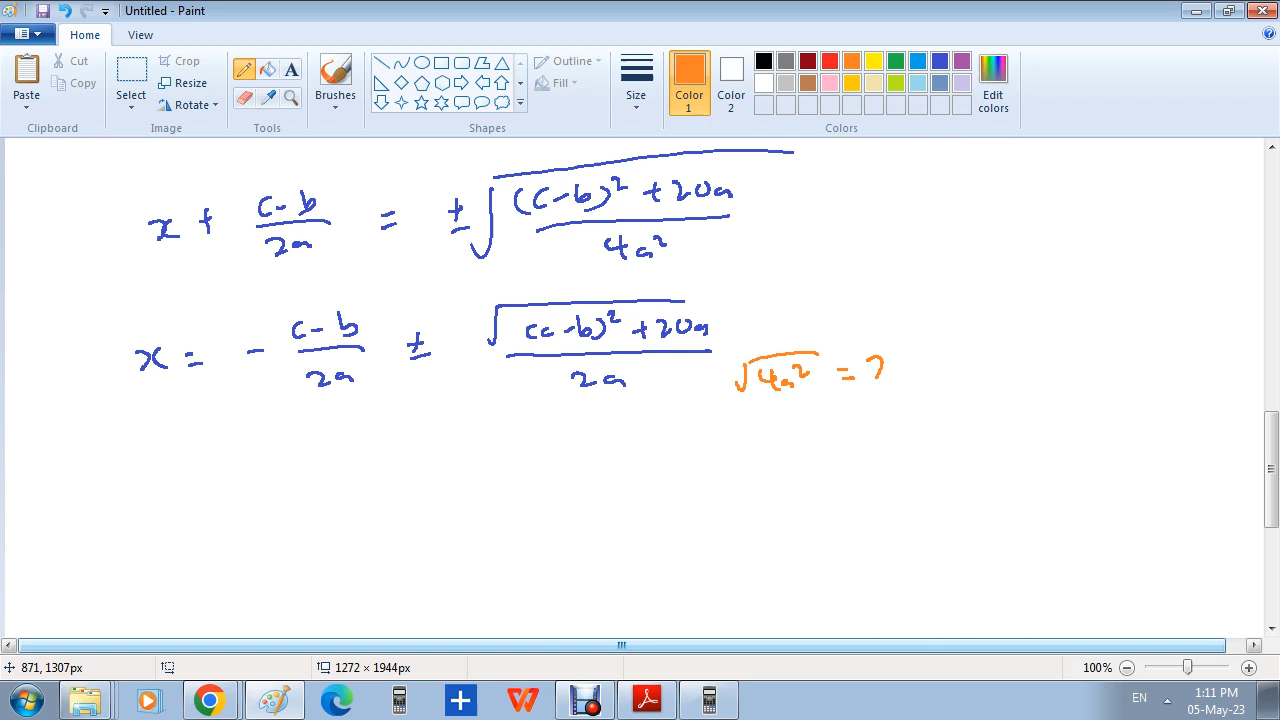 Untitled - Paint
Home View
Paste
Cut
Copy
Clipboard
Select
Crop
Resize
Rotate
Image
A
Tools
Brushes
Shapes
Outline
Fill
Size
Color 1
Color 2
Edit colors
Colors
x + (c-b)/2a = ± √((c-b)² + 20a)/4a²
x = - (c-b)/2a ± √((c-b)² + 20a)/2a
√4a² = 2
871, 1307px
1272 × 1944px
100%
EN
1:11 PM
05-May-23